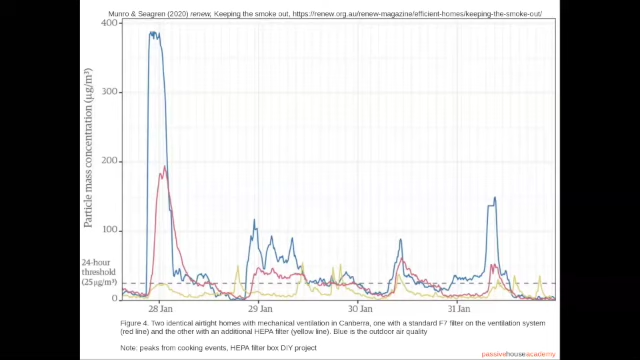 Munro & Seagren (2020) renew, Keeping the smoke out, https://renew.org.au/renew-magazine/efficient-homes/keeping-the-smoke-out/
400
300
200
100
0
Particle mass concentration (µg/m³)
24-hour
threshold
(25µg/m³)
28 Jan
29 Jan
30 Jan
31 Jan
Figure 4. Two identical airtight homes with mechanical ventilation in Canberra, one with a standard F7 filter on the ventilation system
(red line) and the other with an additional HEPA filter (yellow line). Blue is the outdoor air quality
Note: peaks from cooking events, HEPA filter box DIY project
passivehouseacademy